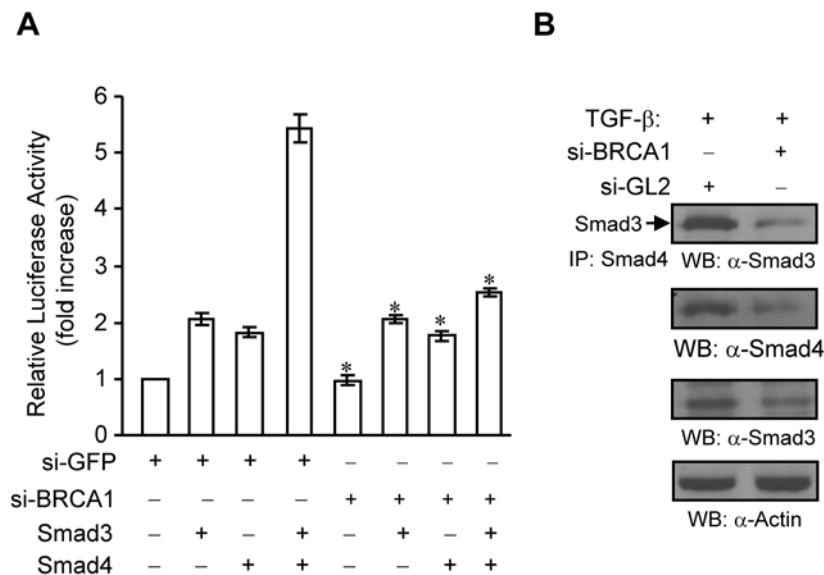 A
Relative Luciferase Activity
(fold increase)
6
5
4
3
2
1
0
* * * *
si-GFP + + + + – – – –
si-BRCA1 – – – – + + + +
Smad3 – + – + – + – +
Smad4 – – + + – – + +
B
TGF-β: + +
si-BRCA1 – +
si-GL2 + –
Smad3
IP: Smad4 WB: α-Smad3
WB: α-Smad4
WB: α-Smad3
WB: α-Actin